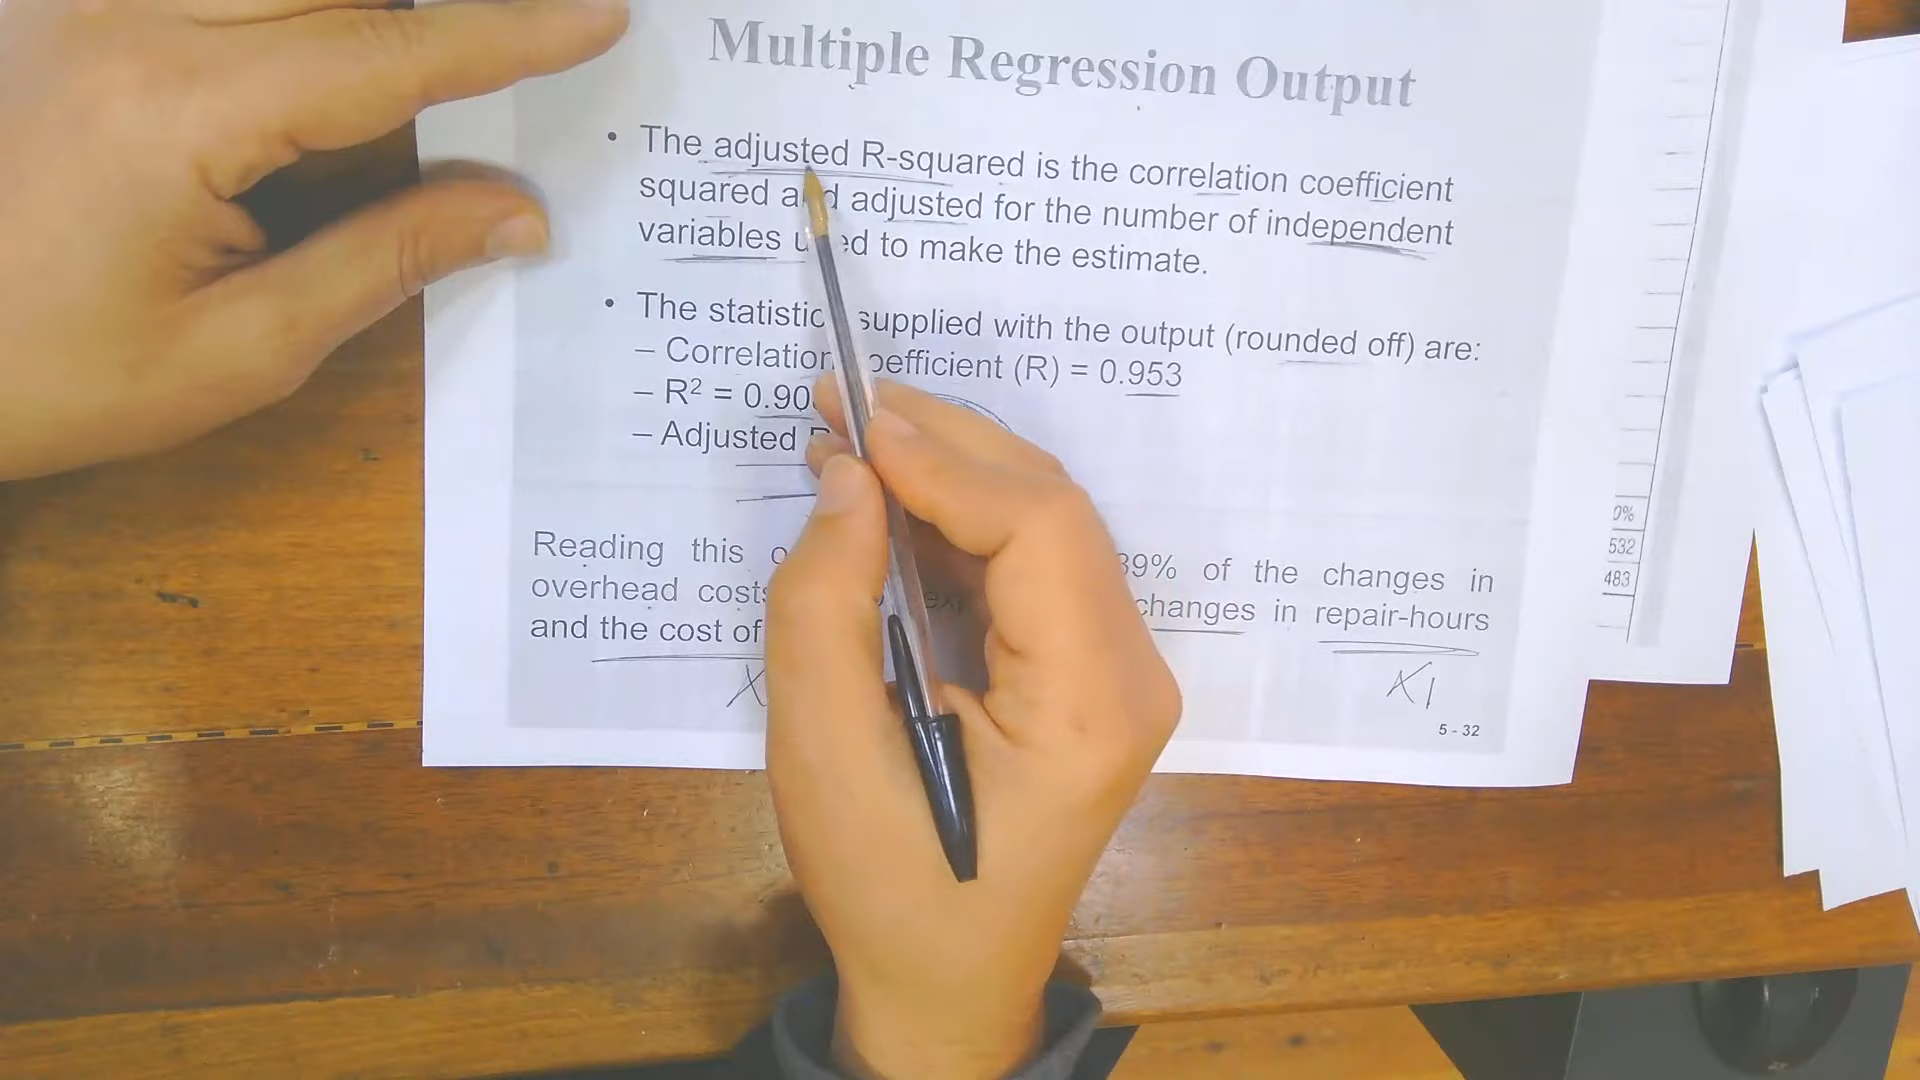 Multiple Regression Output
• The adjusted R-squared is the correlation coefficient
squared and adjusted for the number of independent
variables used to make the estimate.
• The statistic supplied with the output (rounded off) are:
– Correlation coefficient (R) = 0.953
– R² = 0.90
– Adjusted
Reading this 39% of the changes in
overhead costs changes in repair-hours
and the cost of
X X1
5 - 32
0%
532
483